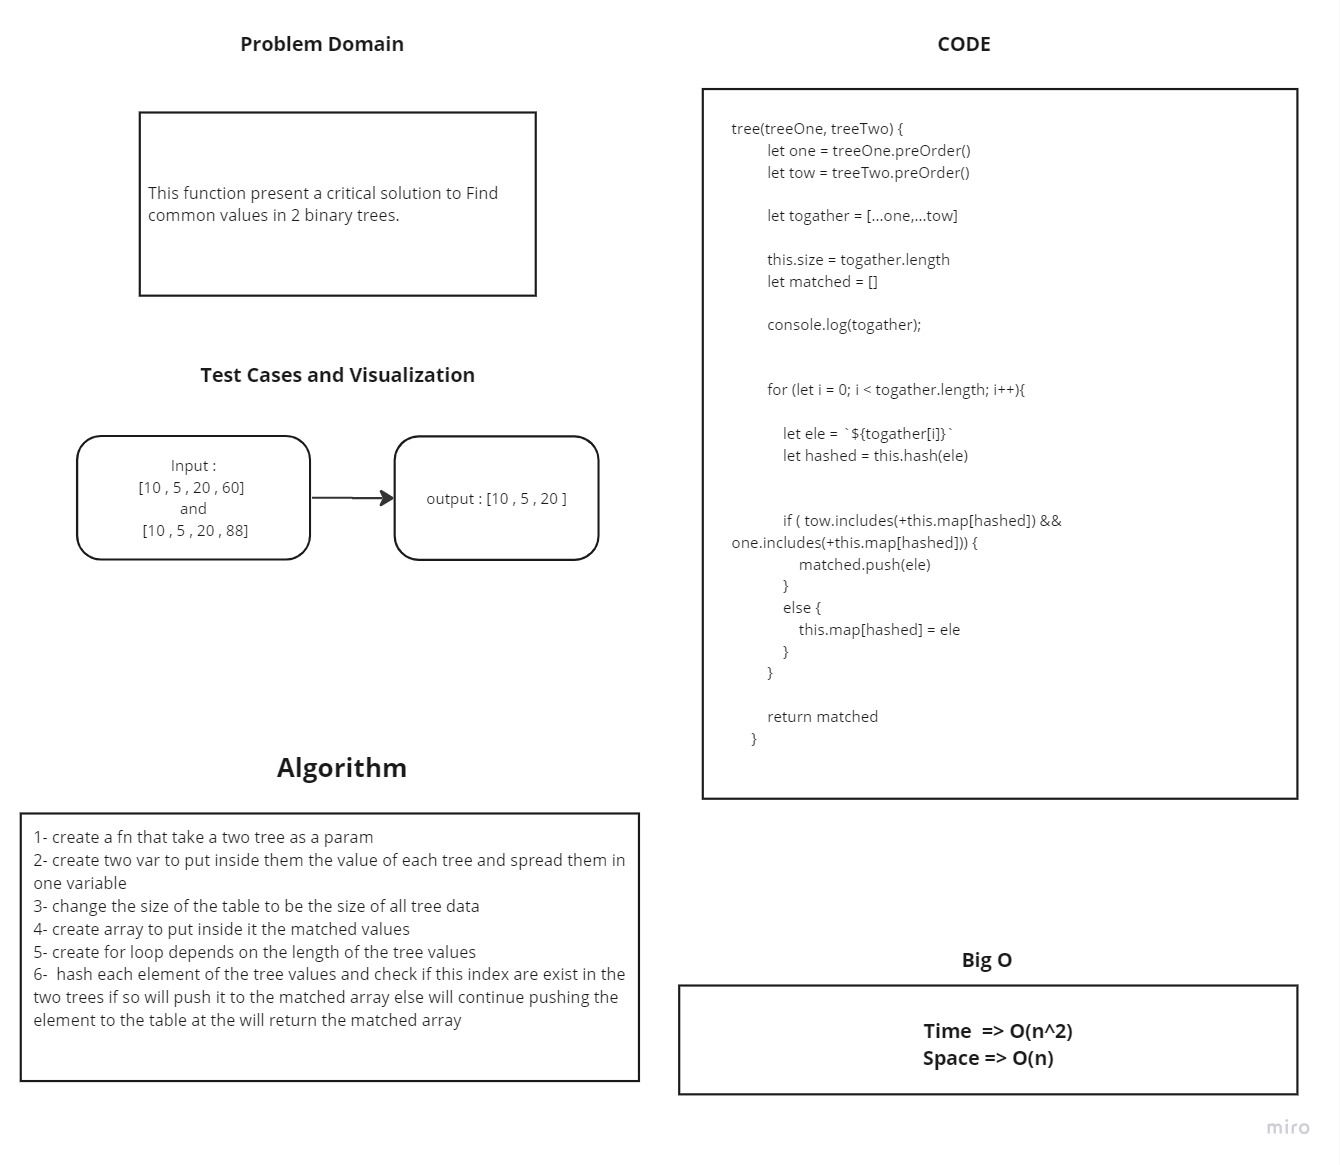 Problem Domain
This function present a critical solution to Find
common values in 2 binary trees.
Test Cases and Visualization
Input :
[10 , 5 , 20 , 60]
and
[10 , 5 , 20 , 88]
output : [10 , 5 , 20 ]
Algorithm
1- create a fn that take a two tree as a param
2- create two var to put inside them the value of each tree and spread them in
one variable
3- change the size of the table to be the size of all tree data
4- create array to put inside it the matched values
5- create for loop depends on the length of the tree values
6-  hash each element of the tree values and check if this index are exist in the
two trees if so will push it to the matched array else will continue pushing the
element to the table at the will return the matched array
CODE
tree(treeOne, treeTwo) {
let one = treeOne.preOrder()
let tow = treeTwo.preOrder()
let togather = [...one,...tow]
this.size = togather.length
let matched = []
console.log(togather);
for (let i = 0; i < togather.length; i++){
let ele = `${togather[i]}`
let hashed = this.hash(ele)
if ( tow.includes(+this.map[hashed]) &&
one.includes(+this.map[hashed])) {
matched.push(ele)
}
else {
this.map[hashed] = ele
}
}
return matched
}
Big O
Time  => O(n^2)
Space => O(n)
miro